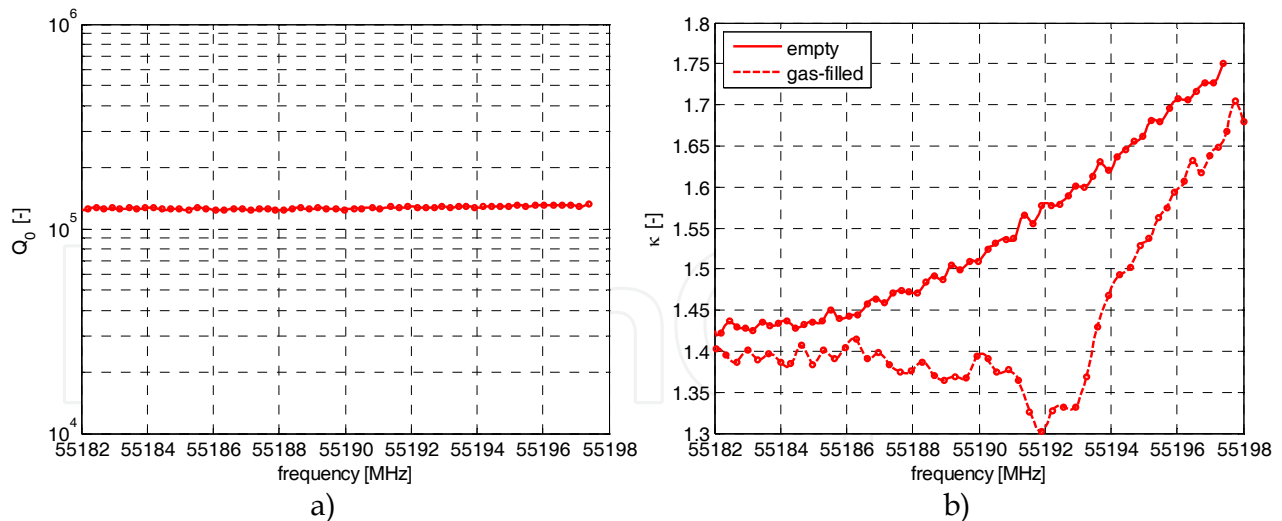 10^6
10^5
10^4
Q_0 [-]
55182 55184 55186 55188 55190 55192 55194 55196 55198
frequency [MHz]
a)
1.8
1.75
1.7
1.65
1.6
1.55
1.5
1.45
1.4
1.35
1.3
κ [-]
empty
gas-filled
55182 55184 55186 55188 55190 55192 55194 55196 55198
frequency [MHz]
b)